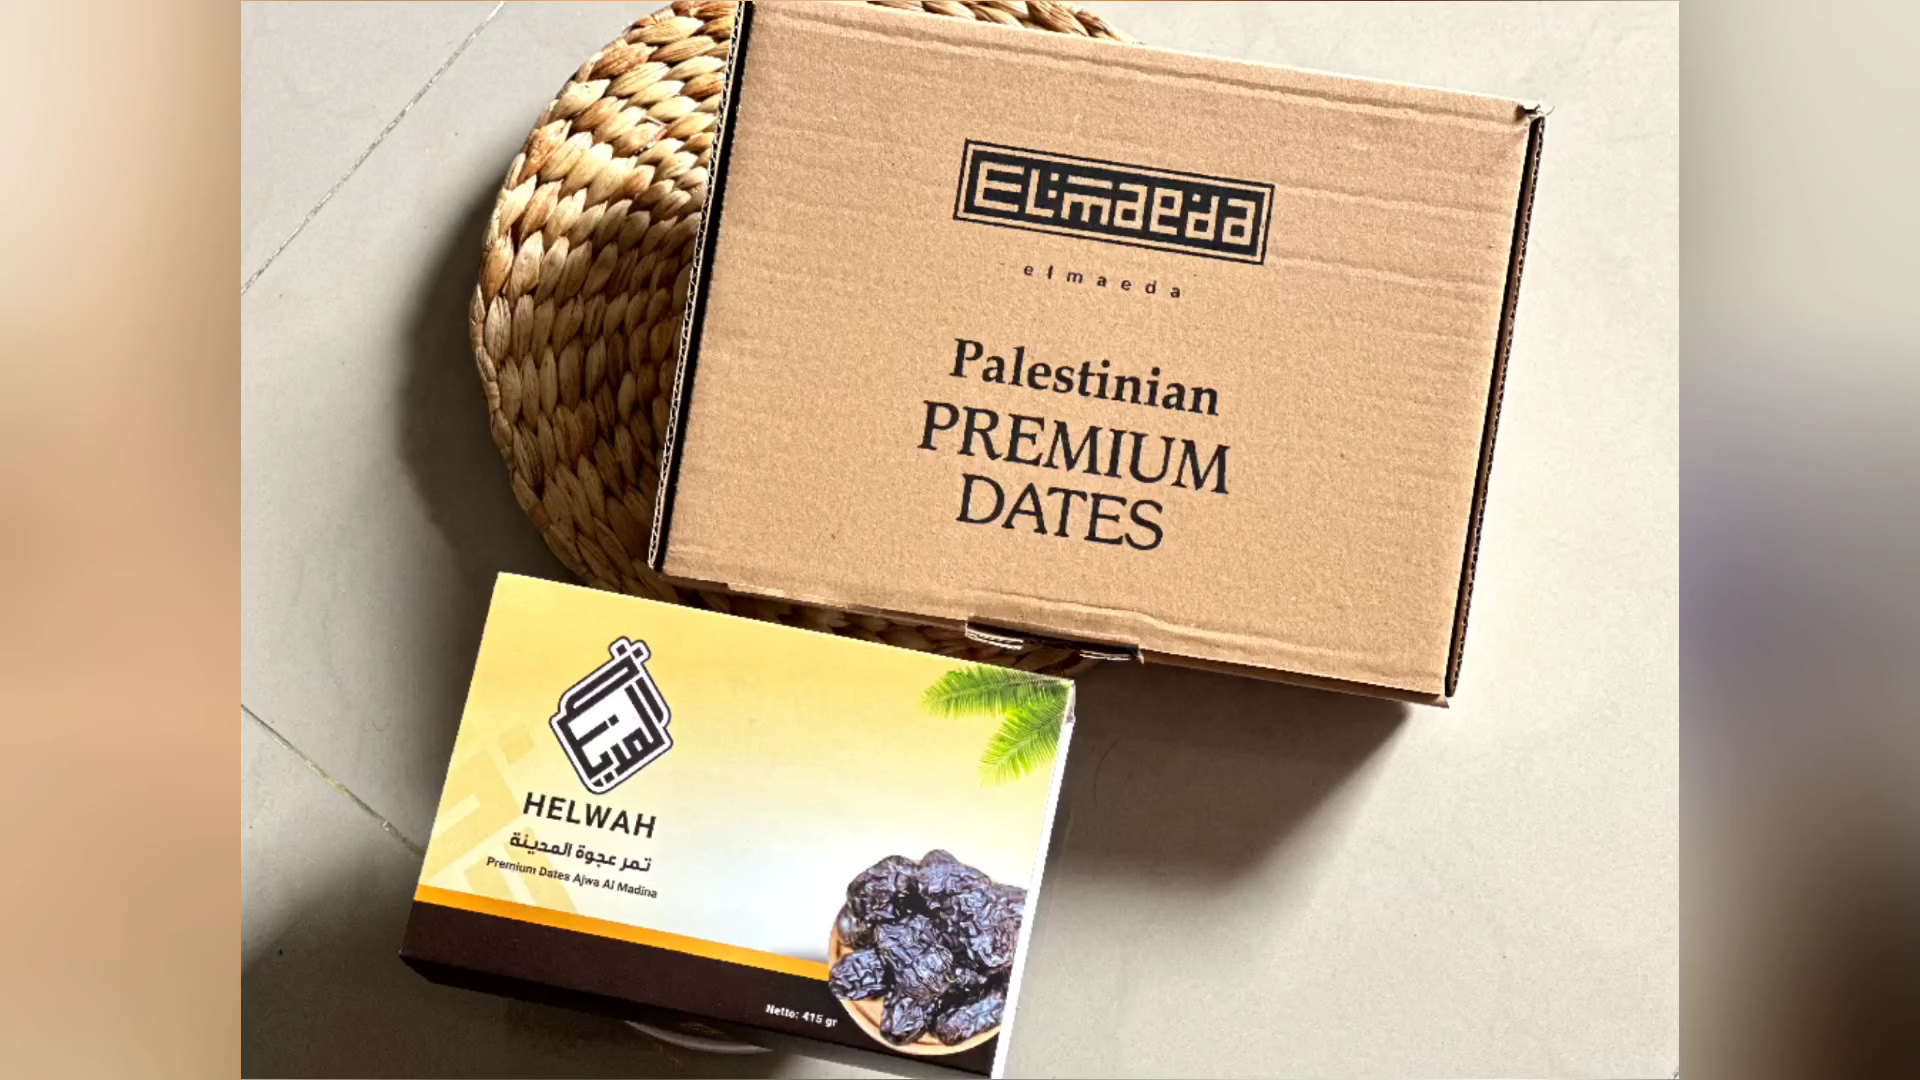 ELmaeda
elmaeda
Palestinian
PREMIUM
DATES
HELWAH
تمر عجوة المدينة
Premium Dates Ajwa Al Madina
Netto: 415 gr